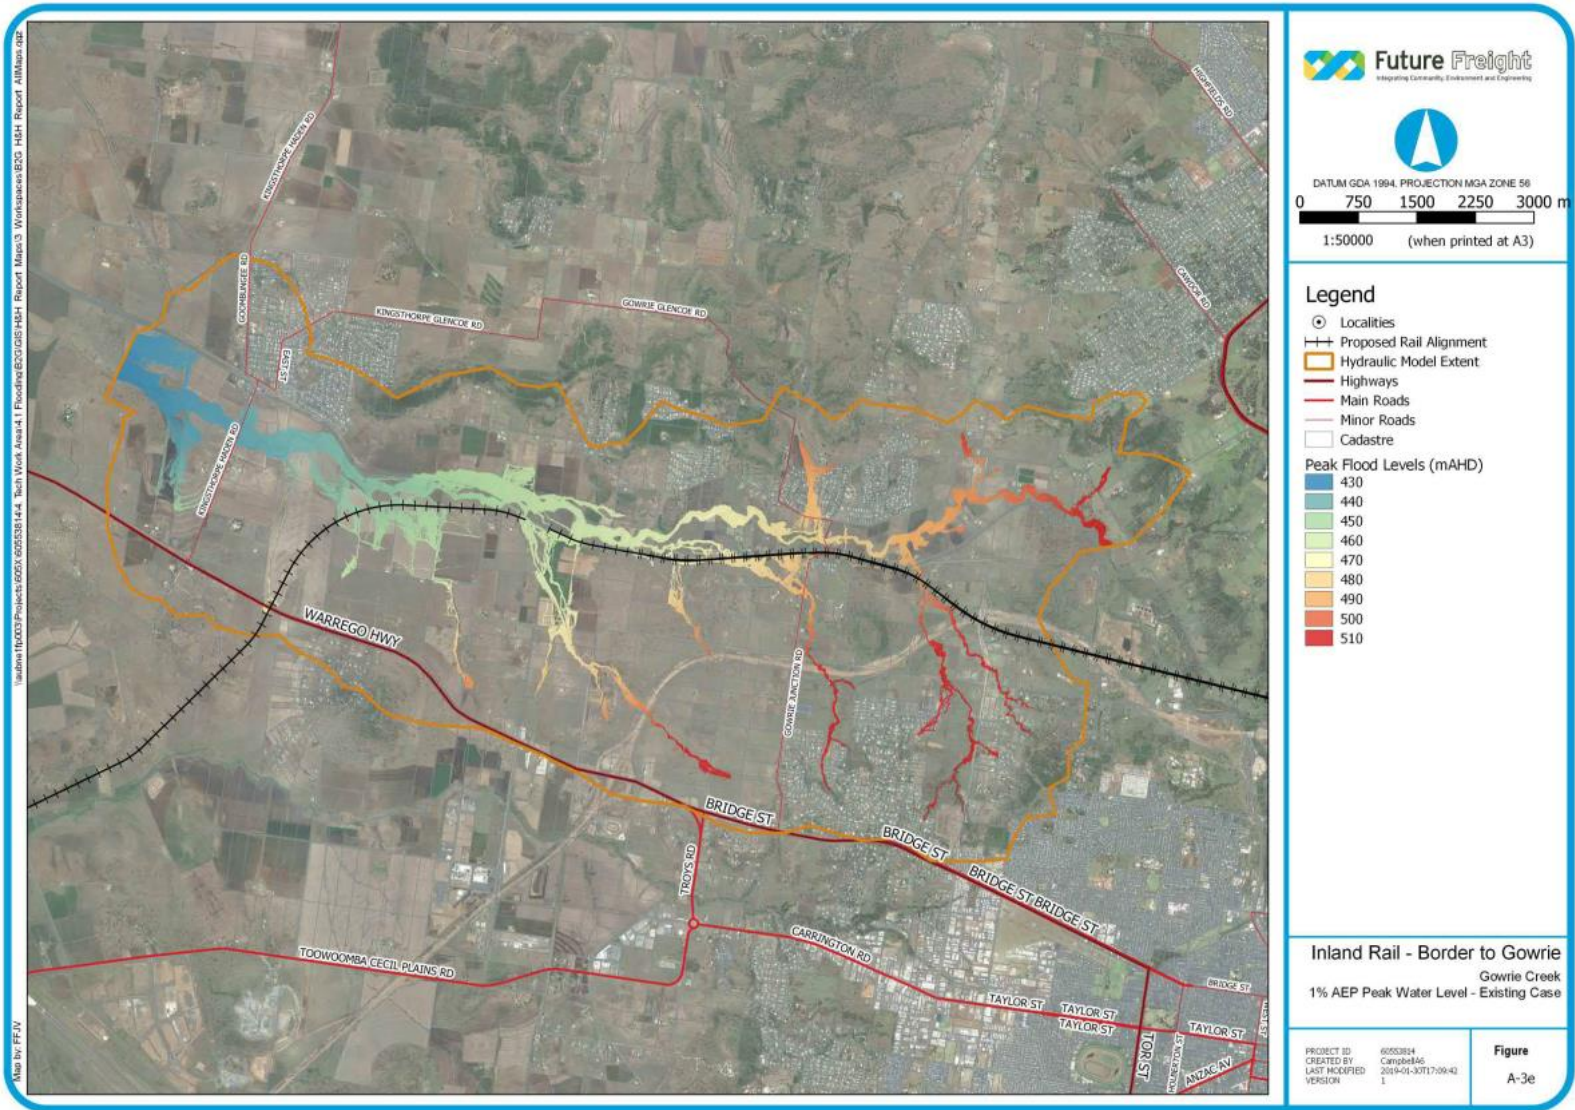 Future Freight
Integrating Community, Environment and Engineering
DATUM GDA 1994, PROJECTION MGA ZONE 56
0 750 1500 2250 3000 m
1:50000 (when printed at A3)
Legend
Localities
Proposed Rail Alignment
Hydraulic Model Extent
Highways
Main Roads
Minor Roads
Cadastre
Peak Flood Levels (mAHD)
430
440
450
460
470
480
490
500
510
Inland Rail - Border to Gowrie
Gowrie Creek
1% AEP Peak Water Level - Existing Case
PROJECT ID 60553814
CREATED BY CampbellA6
LAST MODIFIED 2019-01-30T17:09:42
VERSION 1
Figure
A-3e
Map by: FFJV
HIGHFIELDS RD
KINGSTHORPE HADEN RD
CAWDOR RD
GOOMBUNGEE RD
KINGSTHORPE GLENCOE RD
GOWRIE GLENCOE RD
EAST ST
KINGSTHORPE HADEN RD
WARREGO HWY
GOWRIE JUNCTION RD
BRIDGE ST
BRIDGE ST
BRIDGE ST BRIDGE ST
TROYS RD
CARRINGTON RD
TOOWOOMBA CECIL PLAINS RD
BRIDGE ST
TAYLOR ST
TAYLOR ST
TAYLOR ST
TAYLOR ST
WEST ST
TOR ST
HOLBERTON ST
ANZAC AV